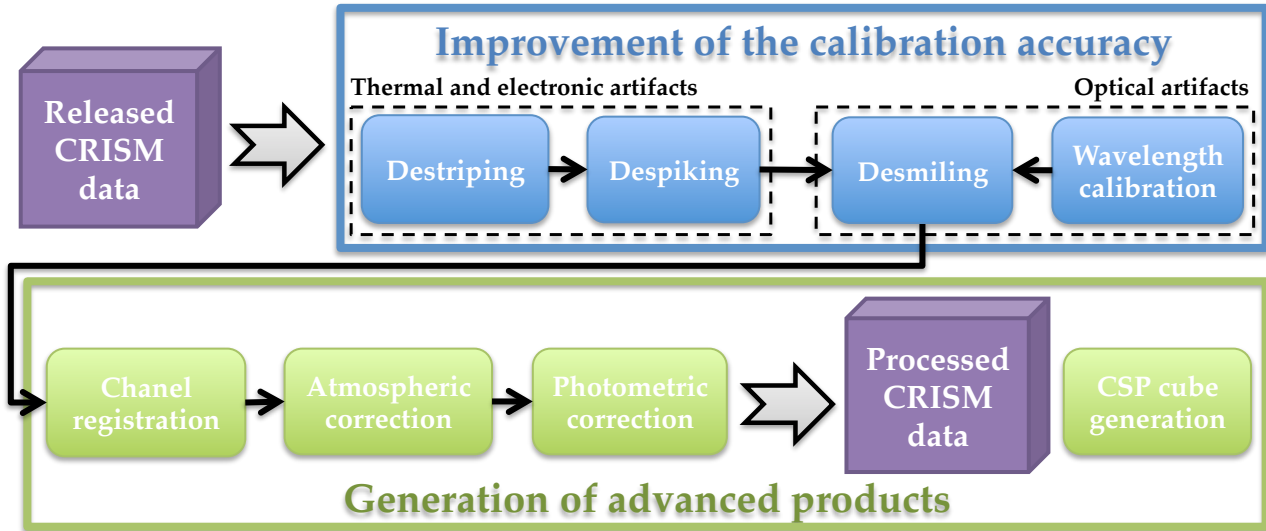 Improvement of the calibration accuracy
Released
CRISM
data
Thermal and electronic artifacts
Optical artifacts
Destriping
Despiking
Desmiling
Wavelength
calibration
Chanel
registration
Atmospheric
correction
Photometric
correction
Processed
CRISM
data
CSP cube
generation
Generation of advanced products